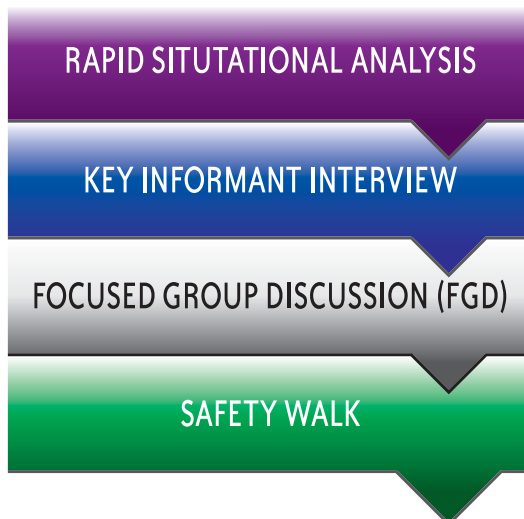 RAPID SITUTATIONAL ANALYSIS
KEY INFORMANT INTERVIEW
FOCUSED GROUP DISCUSSION (FGD)
SAFETY WALK